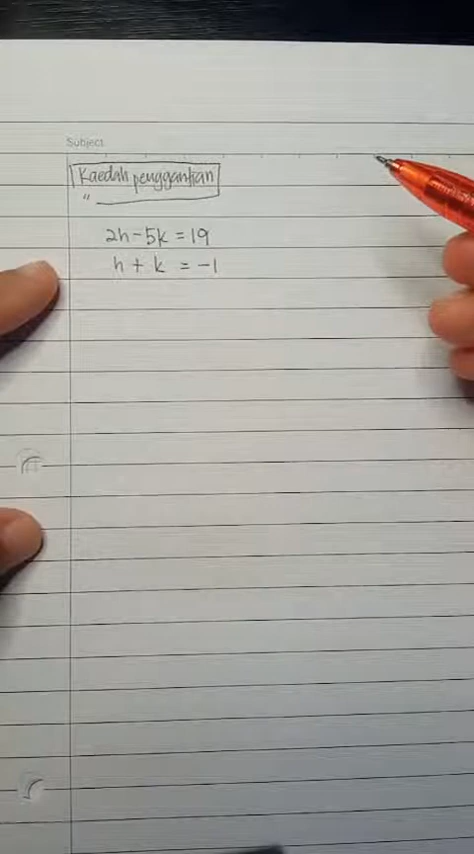 Subject
Kaedah penggantian
"
2h - 5k = 19
h + k = -1